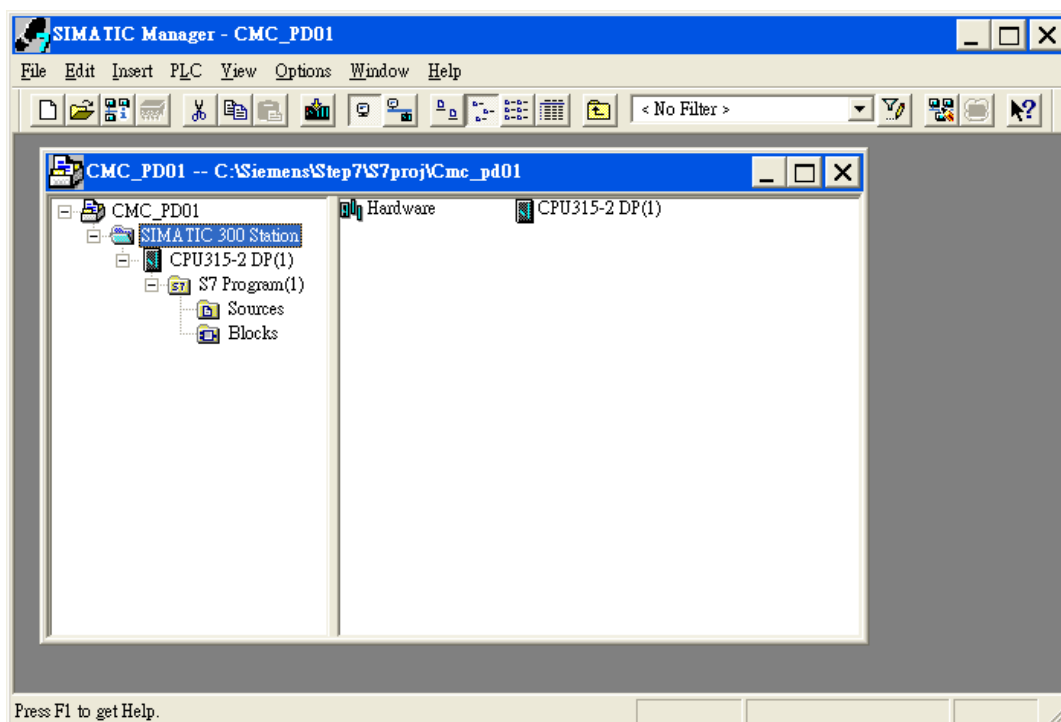 SIMATIC Manager - CMC_PD01
File Edit Insert PLC View Options Window Help
< No Filter >
CMC_PD01 -- C:\Siemens\Step7\S7proj\Cmc_pd01
CMC_PD01
SIMATIC 300 Station
CPU315-2 DP(1)
S7 Program(1)
Sources
Blocks
Hardware CPU315-2 DP(1)
Press F1 to get Help.